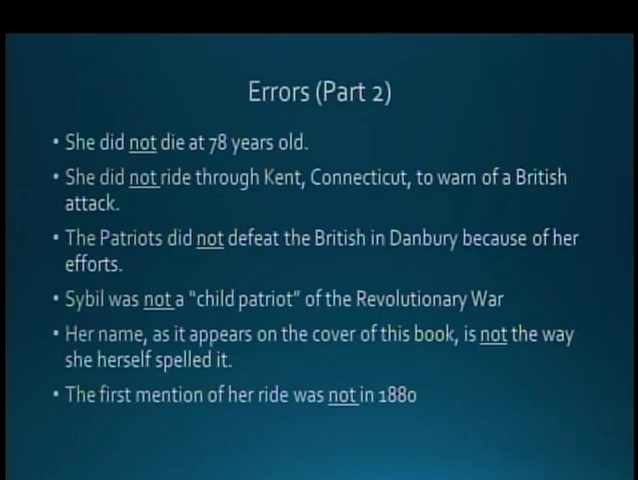 Errors (Part 2)
• She did not die at 78 years old.
• She did not ride through Kent, Connecticut, to warn of a British
attack.
• The Patriots did not defeat the British in Danbury because of her
efforts.
• Sybil was not a “child patriot” of the Revolutionary War
• Her name, as it appears on the cover of this book, is not the way
she herself spelled it.
• The first mention of her ride was not in 1880